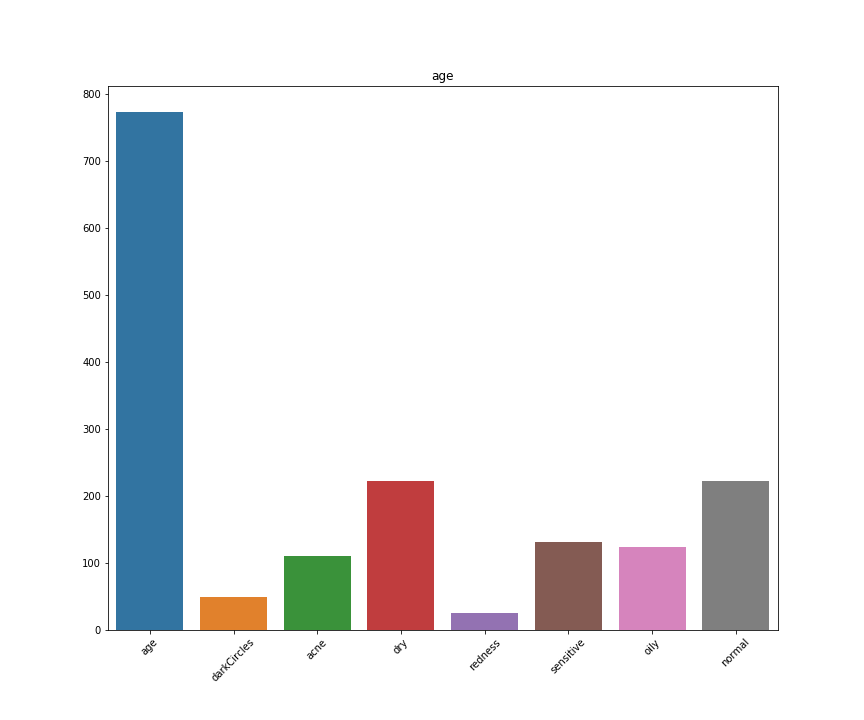 age
800
700
600
500
400
300
200
100
0
age
darkCircles
acne
dry
redness
sensitive
oily
normal